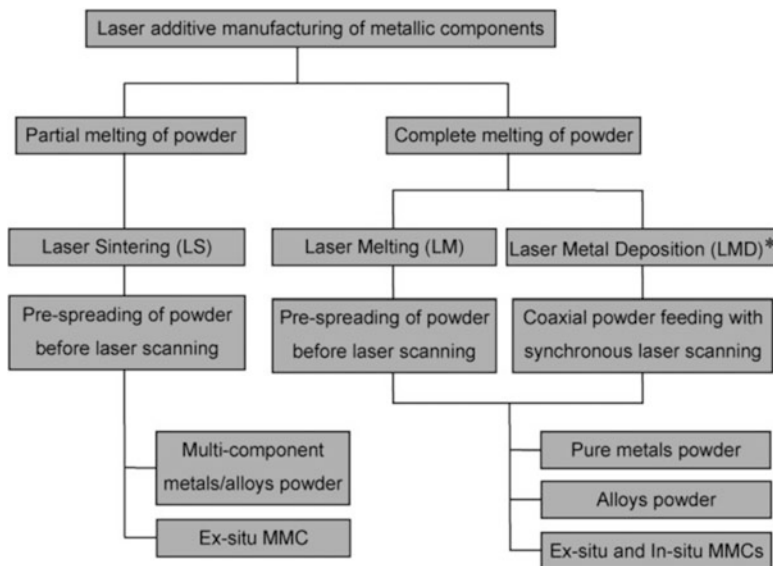 Laser additive manufacturing of metallic components
Partial melting of powder
Complete melting of powder
Laser Sintering (LS)
Laser Melting (LM)
Laser Metal Deposition (LMD)*
Pre-spreading of powder
before laser scanning
Pre-spreading of powder
before laser scanning
Coaxial powder feeding with
synchronous laser scanning
Multi-component
metals/alloys powder
Ex-situ MMC
Pure metals powder
Alloys powder
Ex-situ and In-situ MMCs